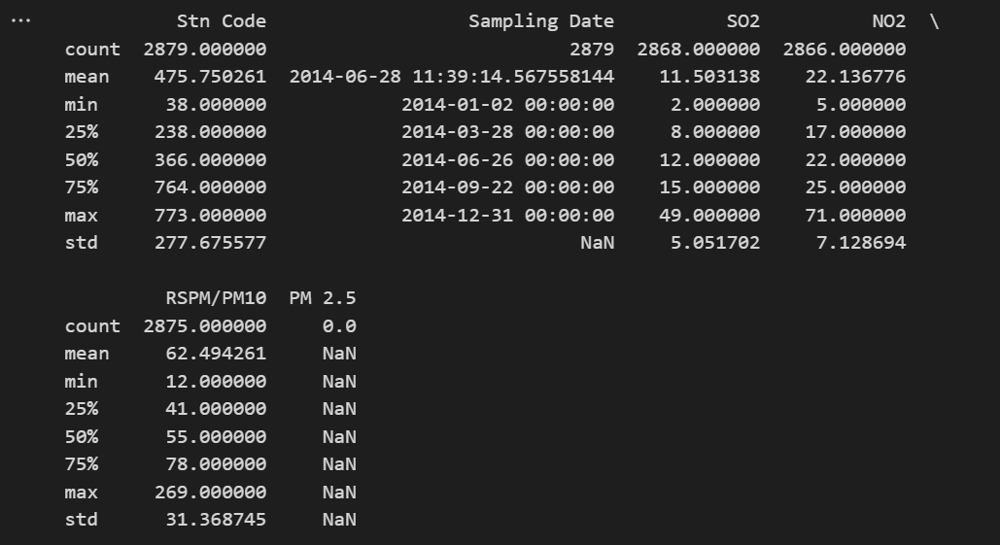 ...
Stn Code Sampling Date SO2 NO2 \
count 2879.000000 2879 2868.000000 2866.000000
mean 475.750261 2014-06-28 11:39:14.567558144 11.503138 22.136776
min 38.000000 2014-01-02 00:00:00 2.000000 5.000000
25% 238.000000 2014-03-28 00:00:00 8.000000 17.000000
50% 366.000000 2014-06-26 00:00:00 12.000000 22.000000
75% 764.000000 2014-09-22 00:00:00 15.000000 25.000000
max 773.000000 2014-12-31 00:00:00 49.000000 71.000000
std 277.675577 NaN 5.051702 7.128694
RSPM/PM10 PM 2.5
count 2875.000000 0.0
mean 62.494261 NaN
min 12.000000 NaN
25% 41.000000 NaN
50% 55.000000 NaN
75% 78.000000 NaN
max 269.000000 NaN
std 31.368745 NaN